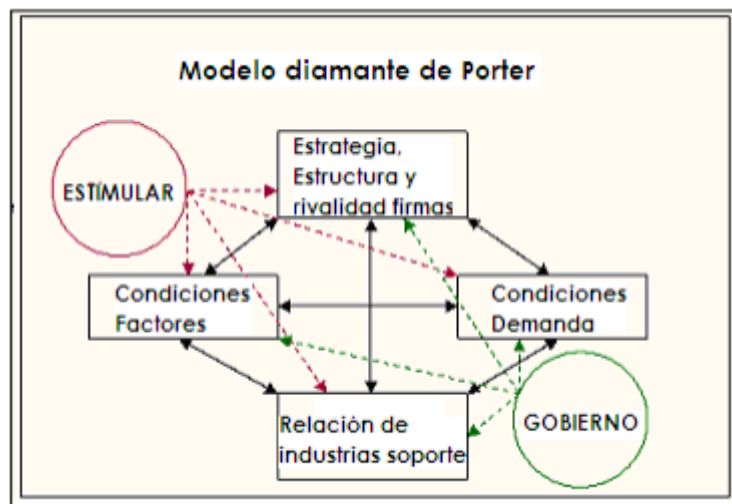 Modelo diamante de Porter
Estrategia,
Estructura y
rivalidad firmas
ESTÍMULAR
Condiciones
Factores
Condiciones
Demanda
Relación de
industrias soporte
GOBIERNO